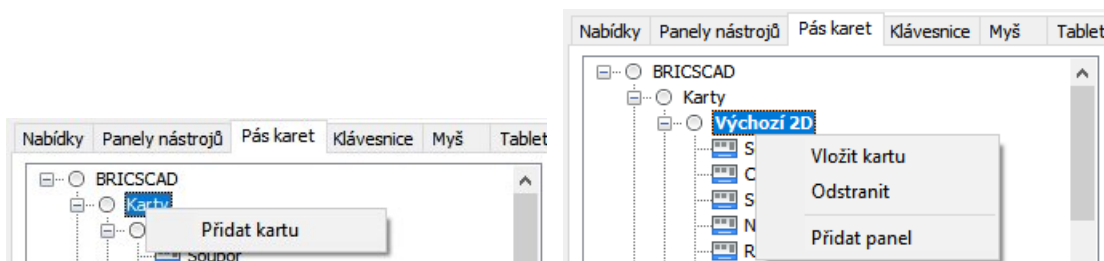 Nabídky Panely nástrojů Pás karet Klávesnice Myš Tablet
BRICSCAD
Karty
Přidat kartu
Soubor
Nabídky Panely nástrojů Pás karet Klávesnice Myš Tablet
BRICSCAD
Karty
Výchozí 2D
S
Vložit kartu
C
Odstranit
S
N
Přidat panel
R